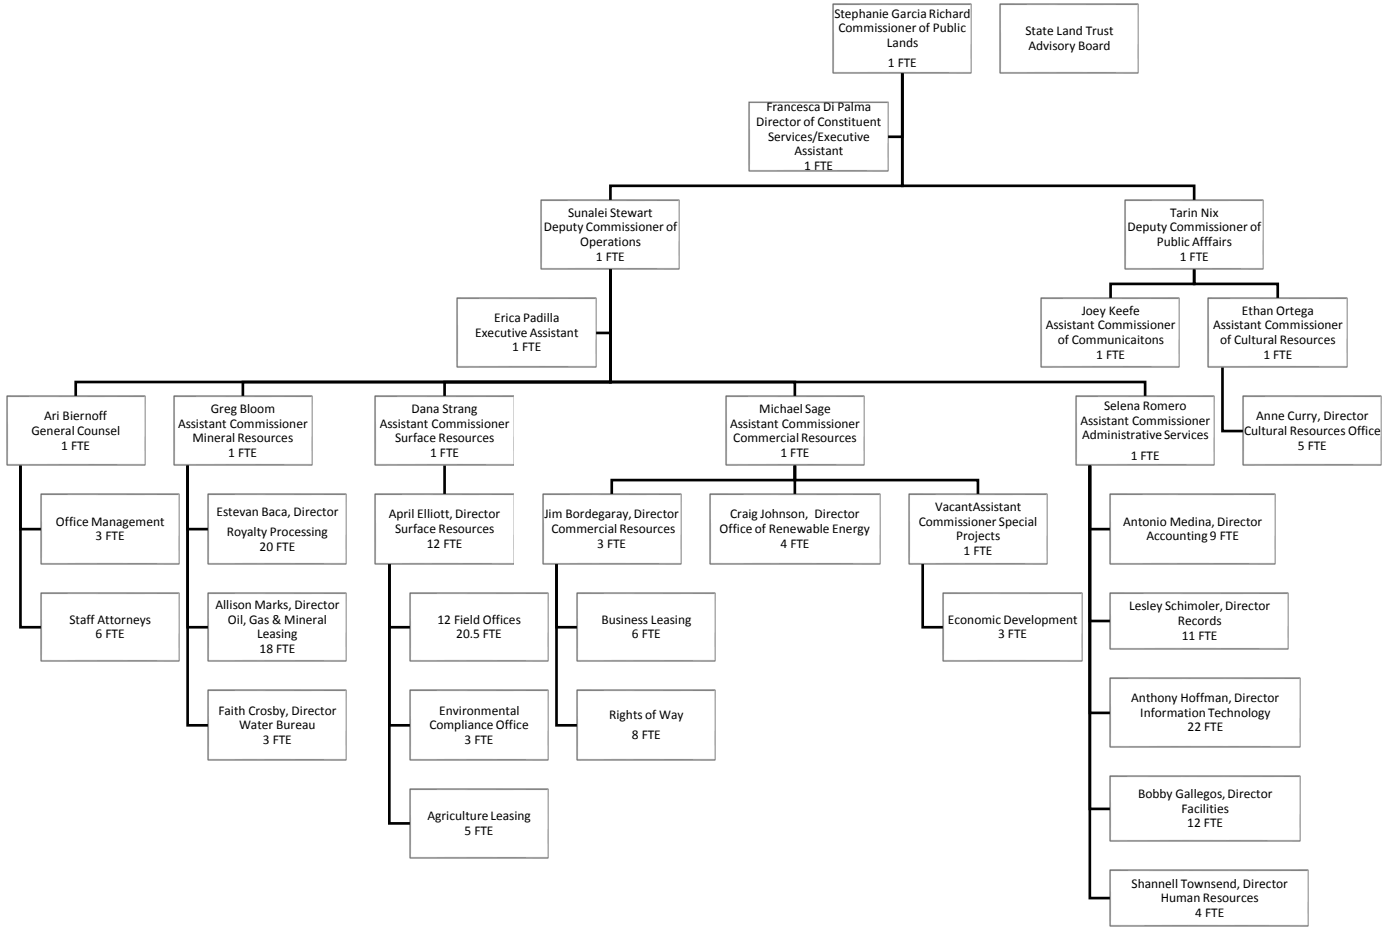 Stephanie Garcia Richard
Commissioner of Public
Lands
1 FTE
State Land Trust
Advisory Board
Francesca Di Palma
Director of Constituent
Services/Executive
Assistant
1 FTE
Sunalei Stewart
Deputy Commissioner of
Operations
1 FTE
Tarin Nix
Deputy Commissioner of
Public Afffairs
1 FTE
Erica Padilla
Executive Assistant
1 FTE
Joey Keefe
Assistant Commissioner
of Communicaitons
1 FTE
Ethan Ortega
Assistant Commissioner
of Cultural Resources
1 FTE
Ari Biernoff
General Counsel
1 FTE
Greg Bloom
Assistant Commissioner
Mineral Resources
1 FTE
Dana Strang
Assistant Commissioner
Surface Resources
1 FTE
Michael Sage
Assistant Commissioner
Commercial Resources
1 FTE
Selena Romero
Assistant Commissioner
Administrative Services
1 FTE
Anne Curry, Director
Cultural Resources Office
5 FTE
Office Management
3 FTE
Estevan Baca, Director
Royalty Processing
20 FTE
April Elliott, Director
Surface Resources
12 FTE
Jim Bordegaray, Director
Commercial Resources
3 FTE
Craig Johnson, Director
Office of Renewable Energy
4 FTE
VacantAssistant
Commissioner Special
Projects
1 FTE
Antonio Medina, Director
Accounting 9 FTE
Staff Attorneys
6 FTE
Allison Marks, Director
Oil, Gas & Mineral
Leasing
18 FTE
12 Field Offices
20.5 FTE
Business Leasing
6 FTE
Economic Development
3 FTE
Lesley Schimoler, Director
Records
11 FTE
Faith Crosby, Director
Water Bureau
3 FTE
Environmental
Compliance Office
3 FTE
Rights of Way
8 FTE
Anthony Hoffman, Director
Information Technology
22 FTE
Agriculture Leasing
5 FTE
Bobby Gallegos, Director
Facilities
12 FTE
Shannell Townsend, Director
Human Resources
4 FTE